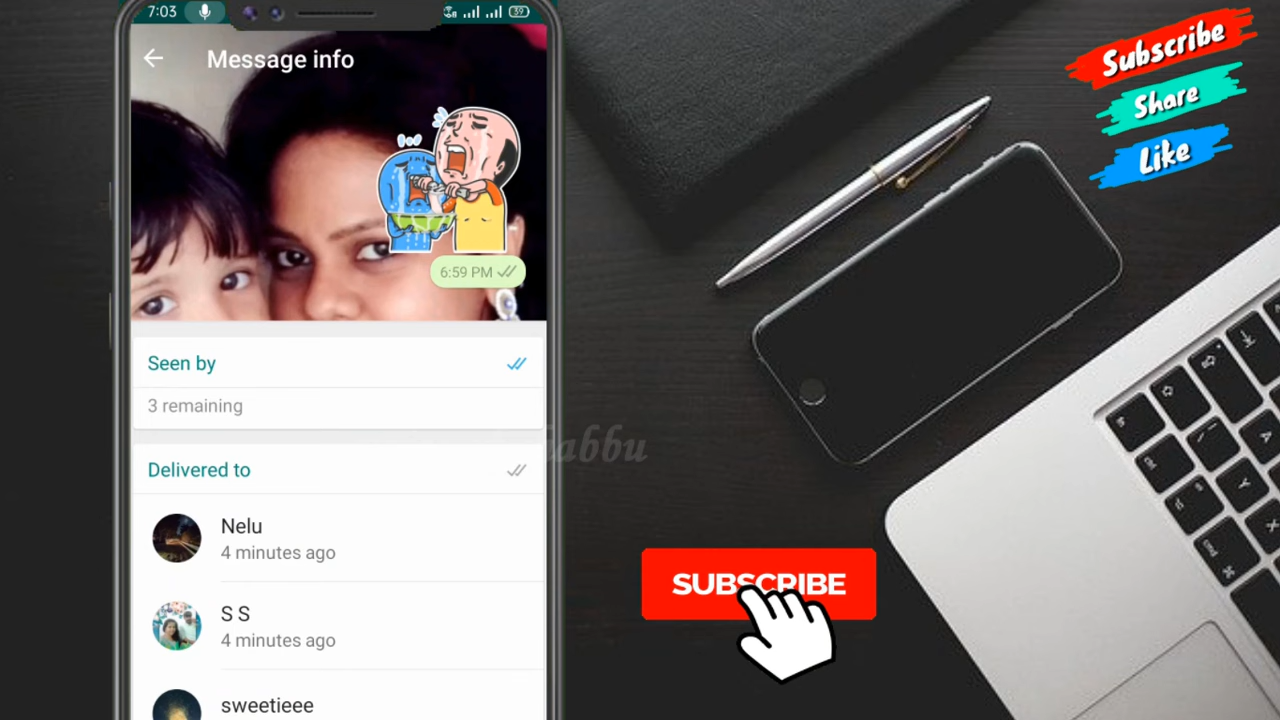 7:03
59
Message info
6:59 PM
Seen by
3 remaining
Delivered to
Nelu
4 minutes ago
S S
4 minutes ago
sweetieee
Subscribe
Share
Like
SUBSCRIBE